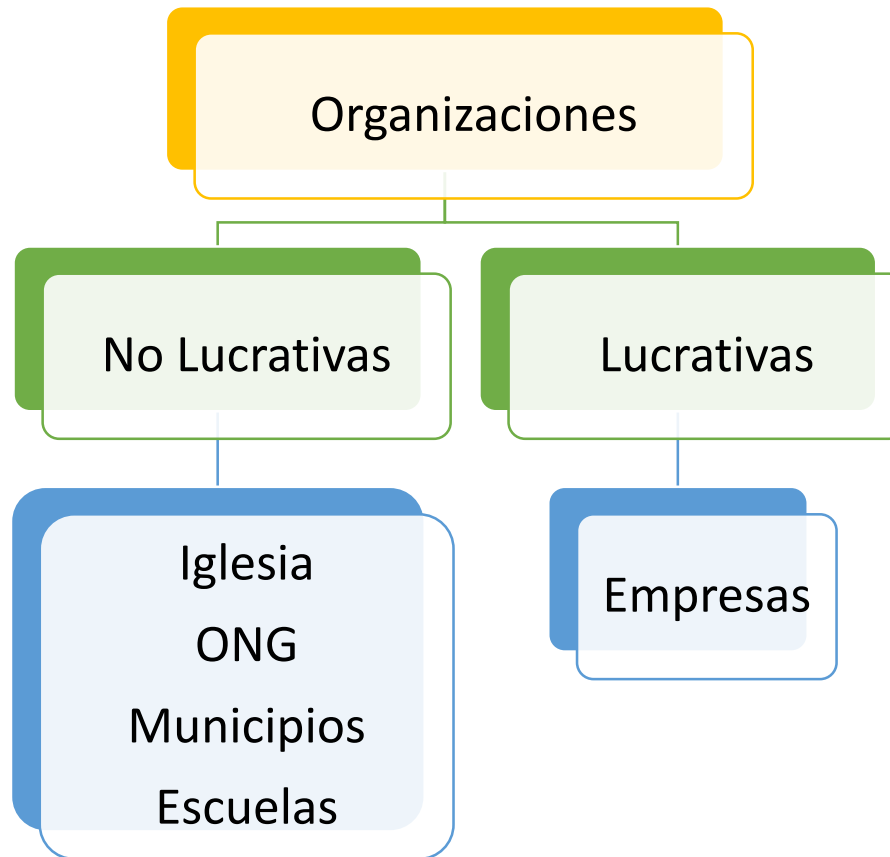 Organizaciones
No Lucrativas
Lucrativas
Iglesia
ONG
Municipios
Escuelas
Empresas